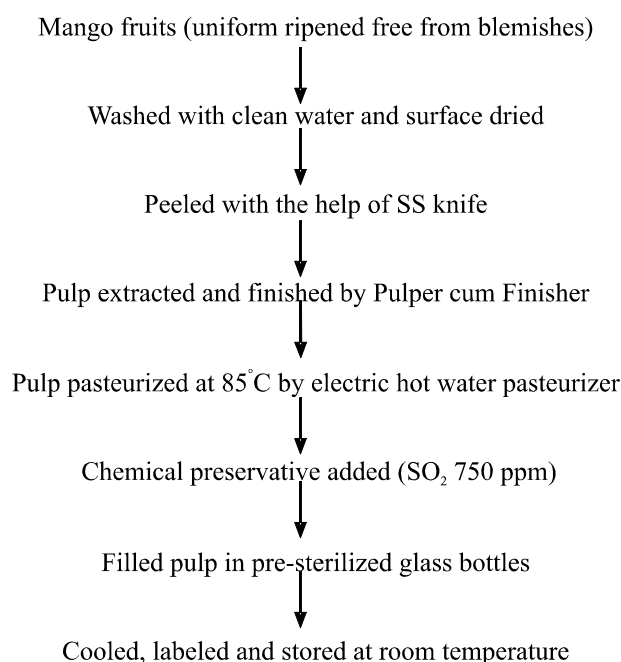 Mango fruits (uniform ripened free from blemishes)
Washed with clean water and surface dried
Peeled with the help of SS knife
Pulp extracted and finished by Pulper cum Finisher
Pulp pasteurized at 85°C by electric hot water pasteurizer
Chemical preservative added (SO₂ 750 ppm)
Filled pulp in pre-sterilized glass bottles
Cooled, labeled and stored at room temperature